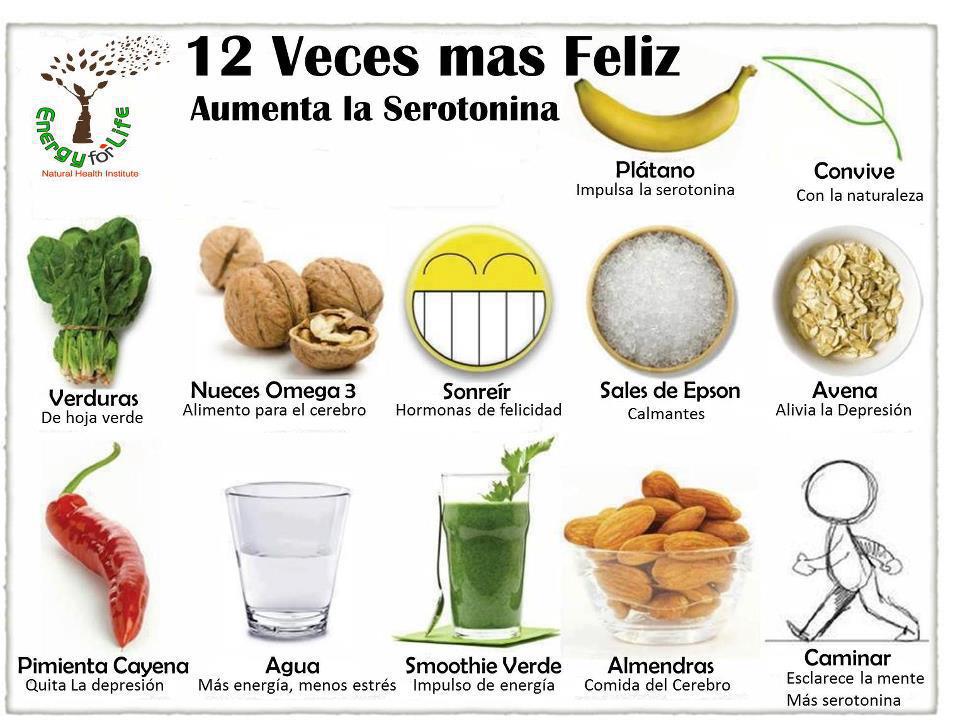 12 Veces mas Feliz
Aumenta la Serotonina
Energy for Life
Natural Health Institute
Plátano
Impulsa la serotonina
Convive
Con la naturaleza
Verduras
De hoja verde
Nueces Omega 3
Alimento para el cerebro
Sonreír
Hormonas de felicidad
Sales de Epson
Calmantes
Avena
Alivia la Depresión
Pimienta Cayena
Quita La depresión
Agua
Más energía, menos estrés
Smoothie Verde
Impulso de energía
Almendras
Comida del Cerebro
Caminar
Esclarece la mente
Más serotonina